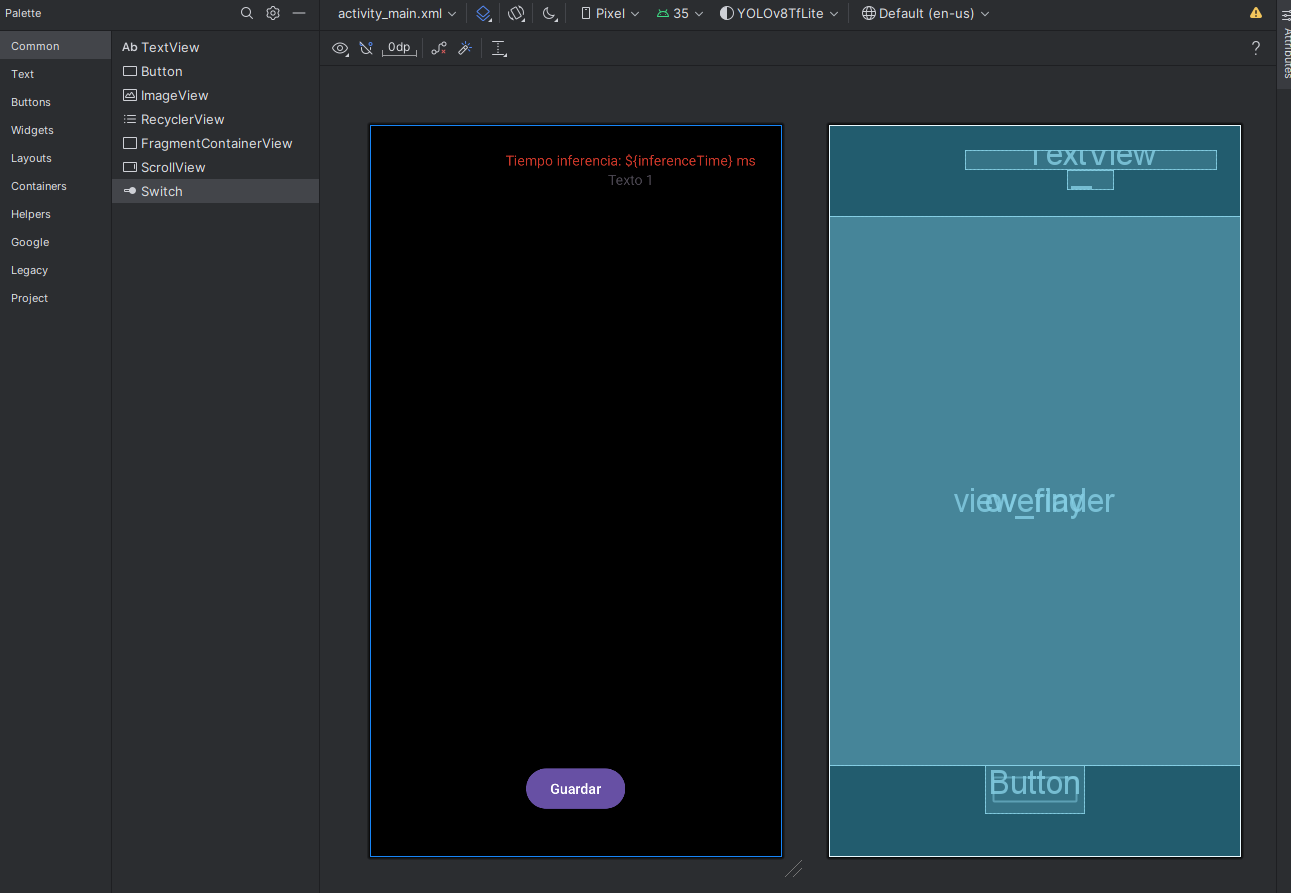 Palette
activity_main.xml
Pixel
35
YOLOv8TfLite
Default (en-us)
Attributes
Common
Text
Buttons
Widgets
Layouts
Containers
Helpers
Google
Legacy
Project
Ab TextView
Button
ImageView
RecyclerView
FragmentContainerView
ScrollView
Switch
0dp
?
Tiempo inferencia: ${inferenceTime} ms
Texto 1
Guardar
TextView
view_finder
overlay
Button